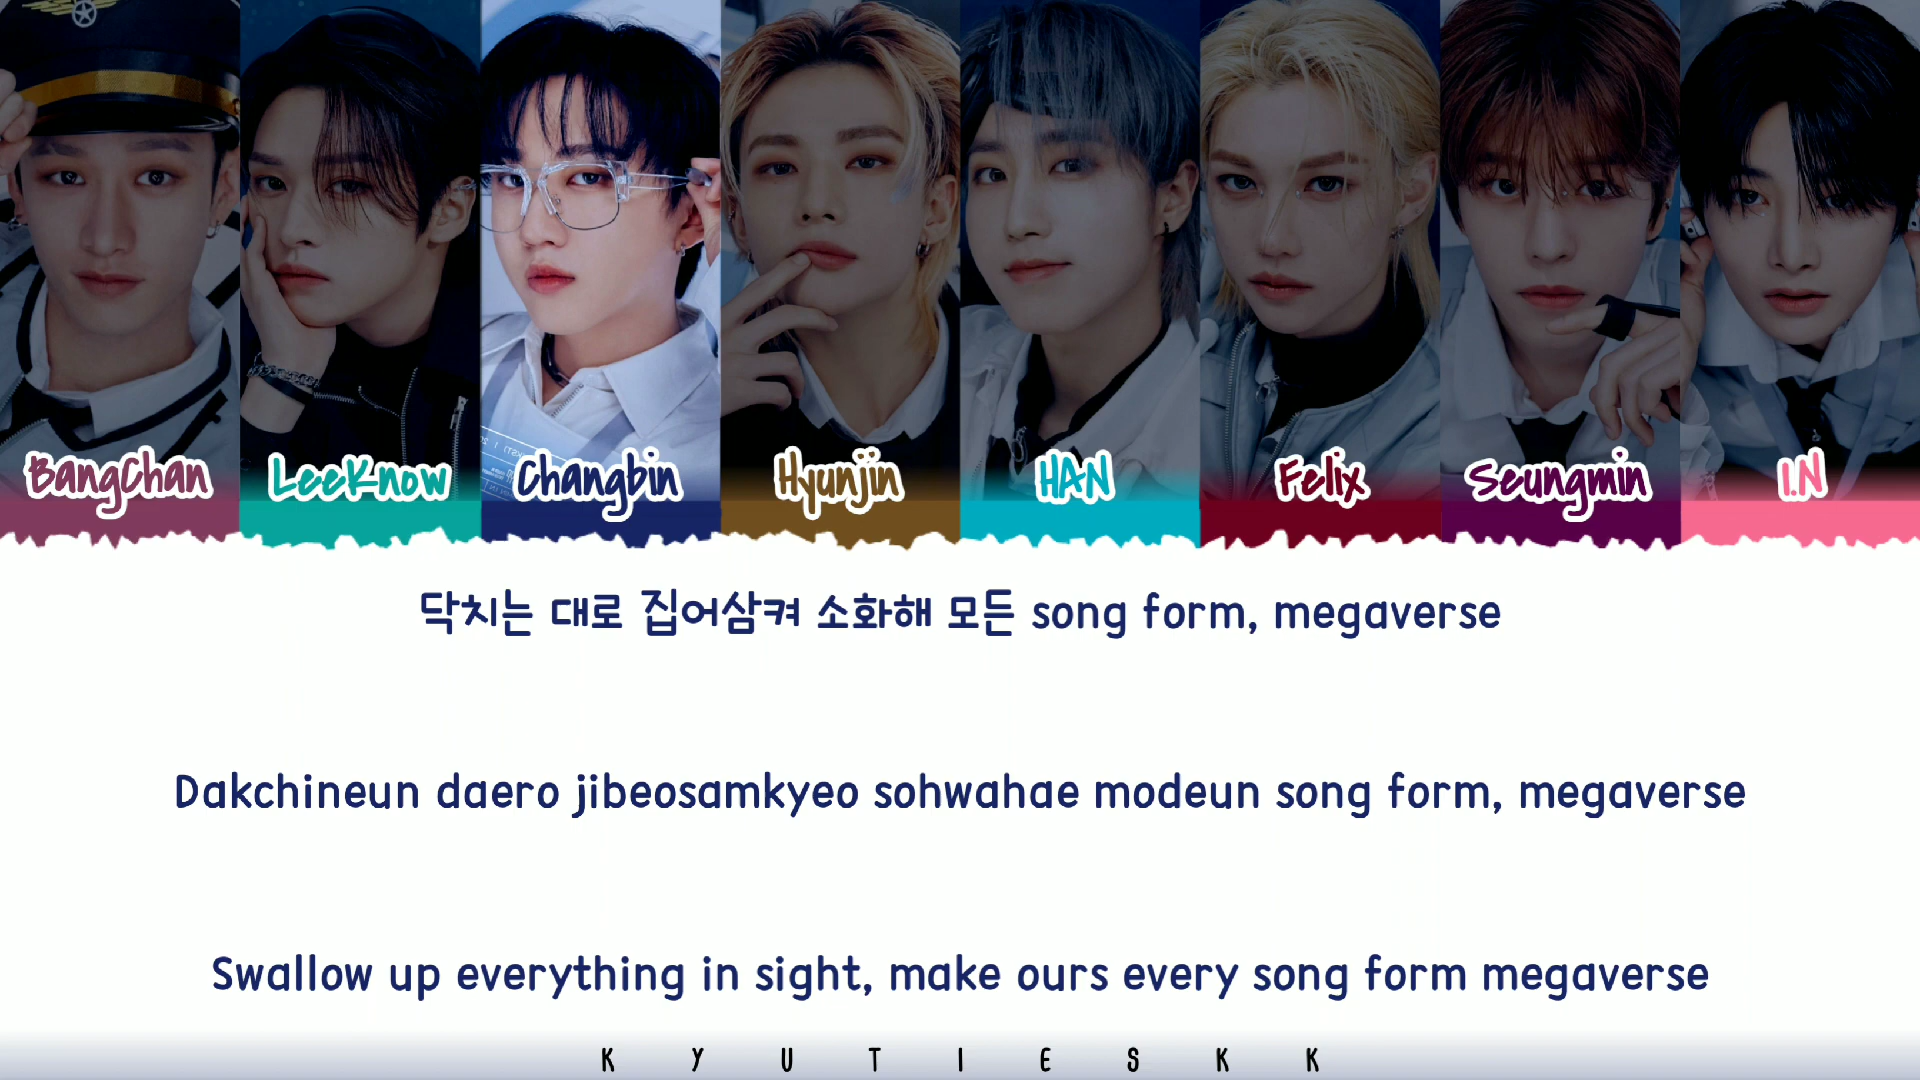 BangChan LeeKnow Changbin Hyunjin HAN Felix Seungmin I.N
닥치는 대로 집어삼켜 소화해 모든 song form, megaverse
Dakchineun daero jibeosamkyeo sohwahae modeun song form, megaverse
Swallow up everything in sight, make ours every song form megaverse
K Y U T I E S K K